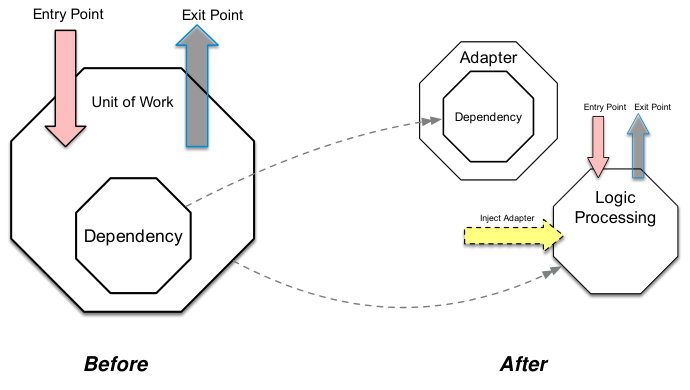 Entry Point
Exit Point
Unit of Work
Dependency
Before
Adapter
Dependency
Entry Point
Exit Point
Logic
Processing
Inject Adapter
After